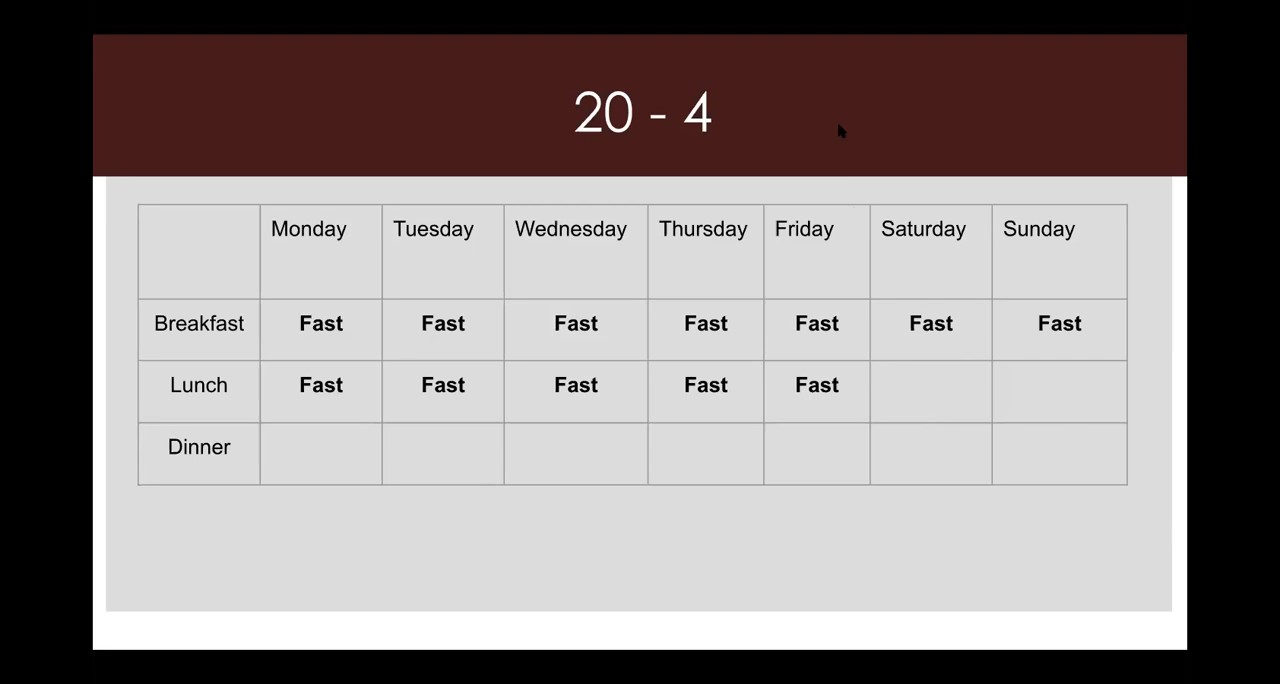 20 - 4
Monday Tuesday Wednesday Thursday Friday Saturday Sunday
Breakfast Fast Fast Fast Fast Fast Fast Fast
Lunch Fast Fast Fast Fast Fast
Dinner